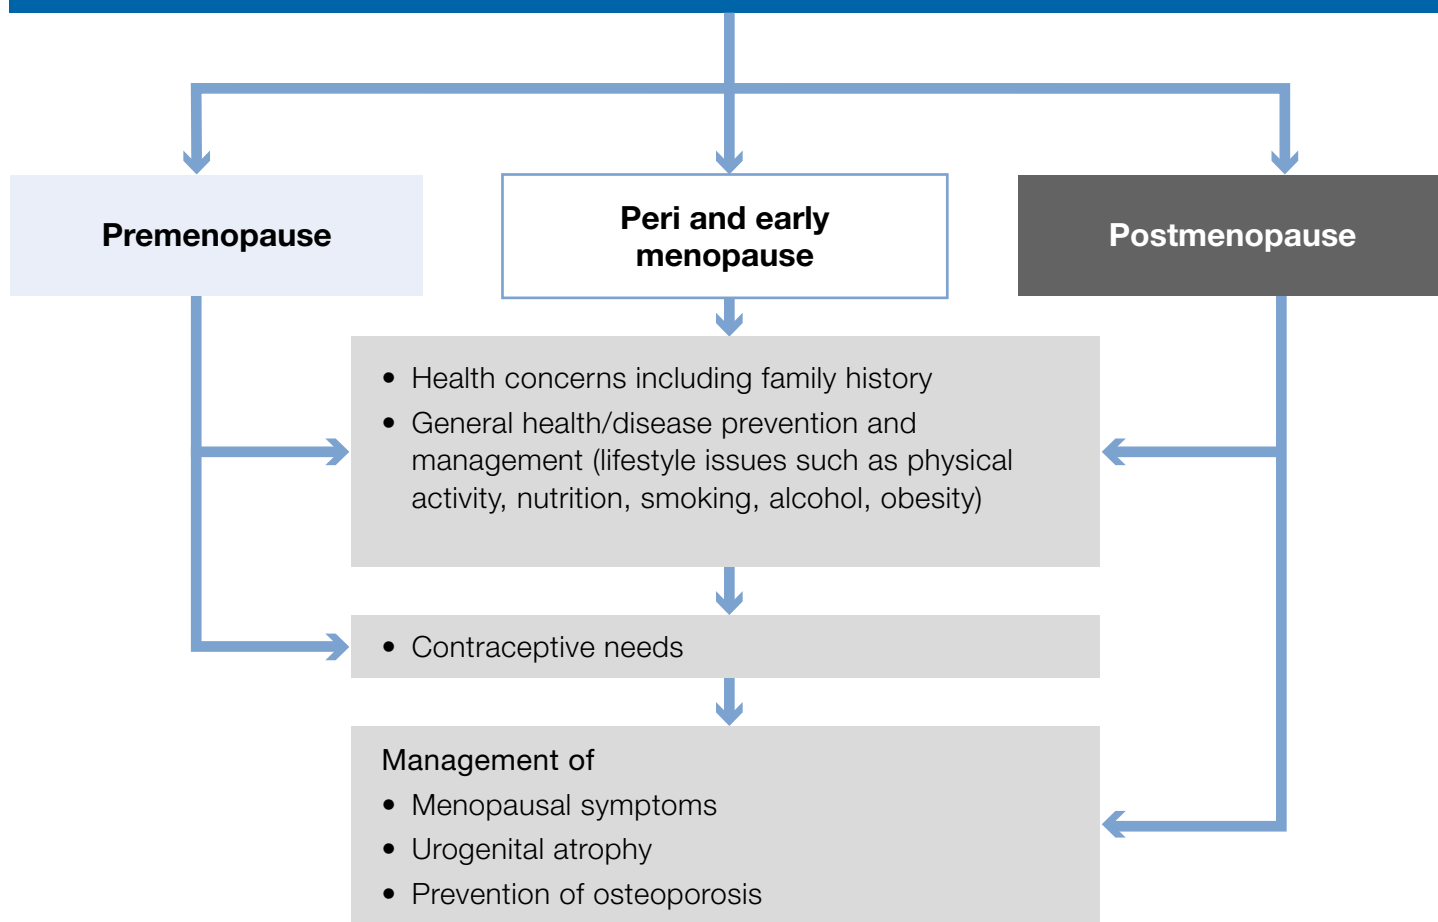 Premenopause
Peri and early
menopause
Postmenopause
• Health concerns including family history
• General health/disease prevention and
management (lifestyle issues such as physical
activity, nutrition, smoking, alcohol, obesity)
• Contraceptive needs
Management of
• Menopausal symptoms
• Urogenital atrophy
• Prevention of osteoporosis